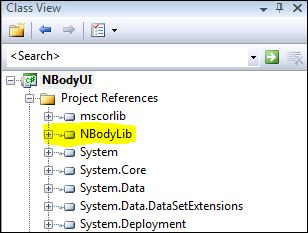 Class View
<Search>
NBodyUI
Project References
mscorlib
NBodyLib
System
System.Core
System.Data
System.Data.DataSetExtensions
System.Deployment